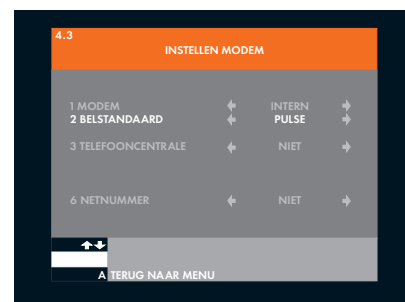 4.3
INSTELLEN MODEM
1 MODEM INTERN
2 BELSTANDAARD PULSE
3 TELEFOONCENTRALE NIET
6 NETNUMMER NIET
A TERUG NAAR MENU